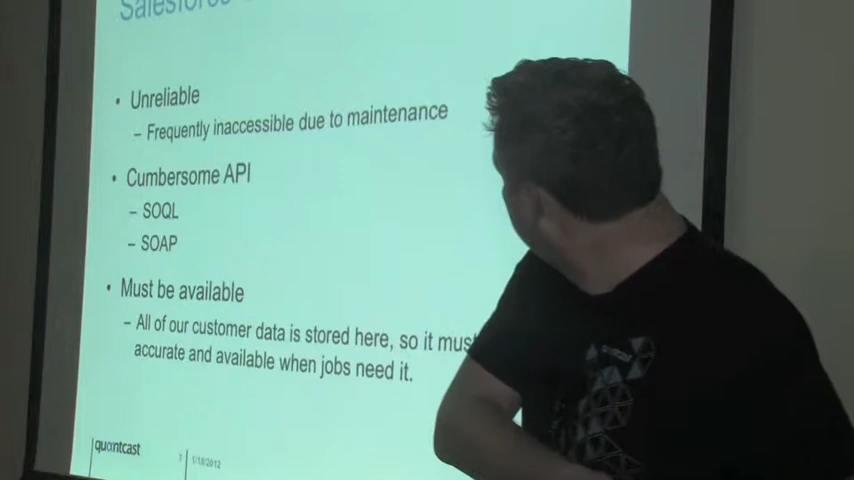 Salesforce
• Unreliable
– Frequently inaccessible due to maintenance
• Cumbersome API
– SOQL
– SOAP
• Must be available
– All of our customer data is stored here, so it must
accurate and available when jobs need it.
quantcast
1/18/2012